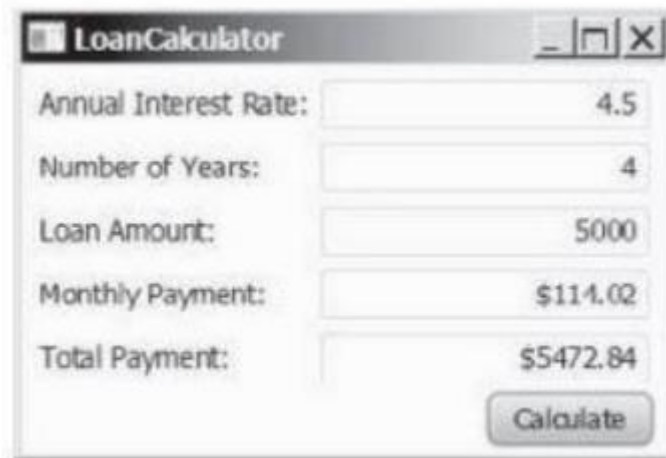 LoanCalculator
Annual Interest Rate: 4.5
Number of Years: 4
Loan Amount: 5000
Monthly Payment: $114.02
Total Payment: $5472.84
Calculate